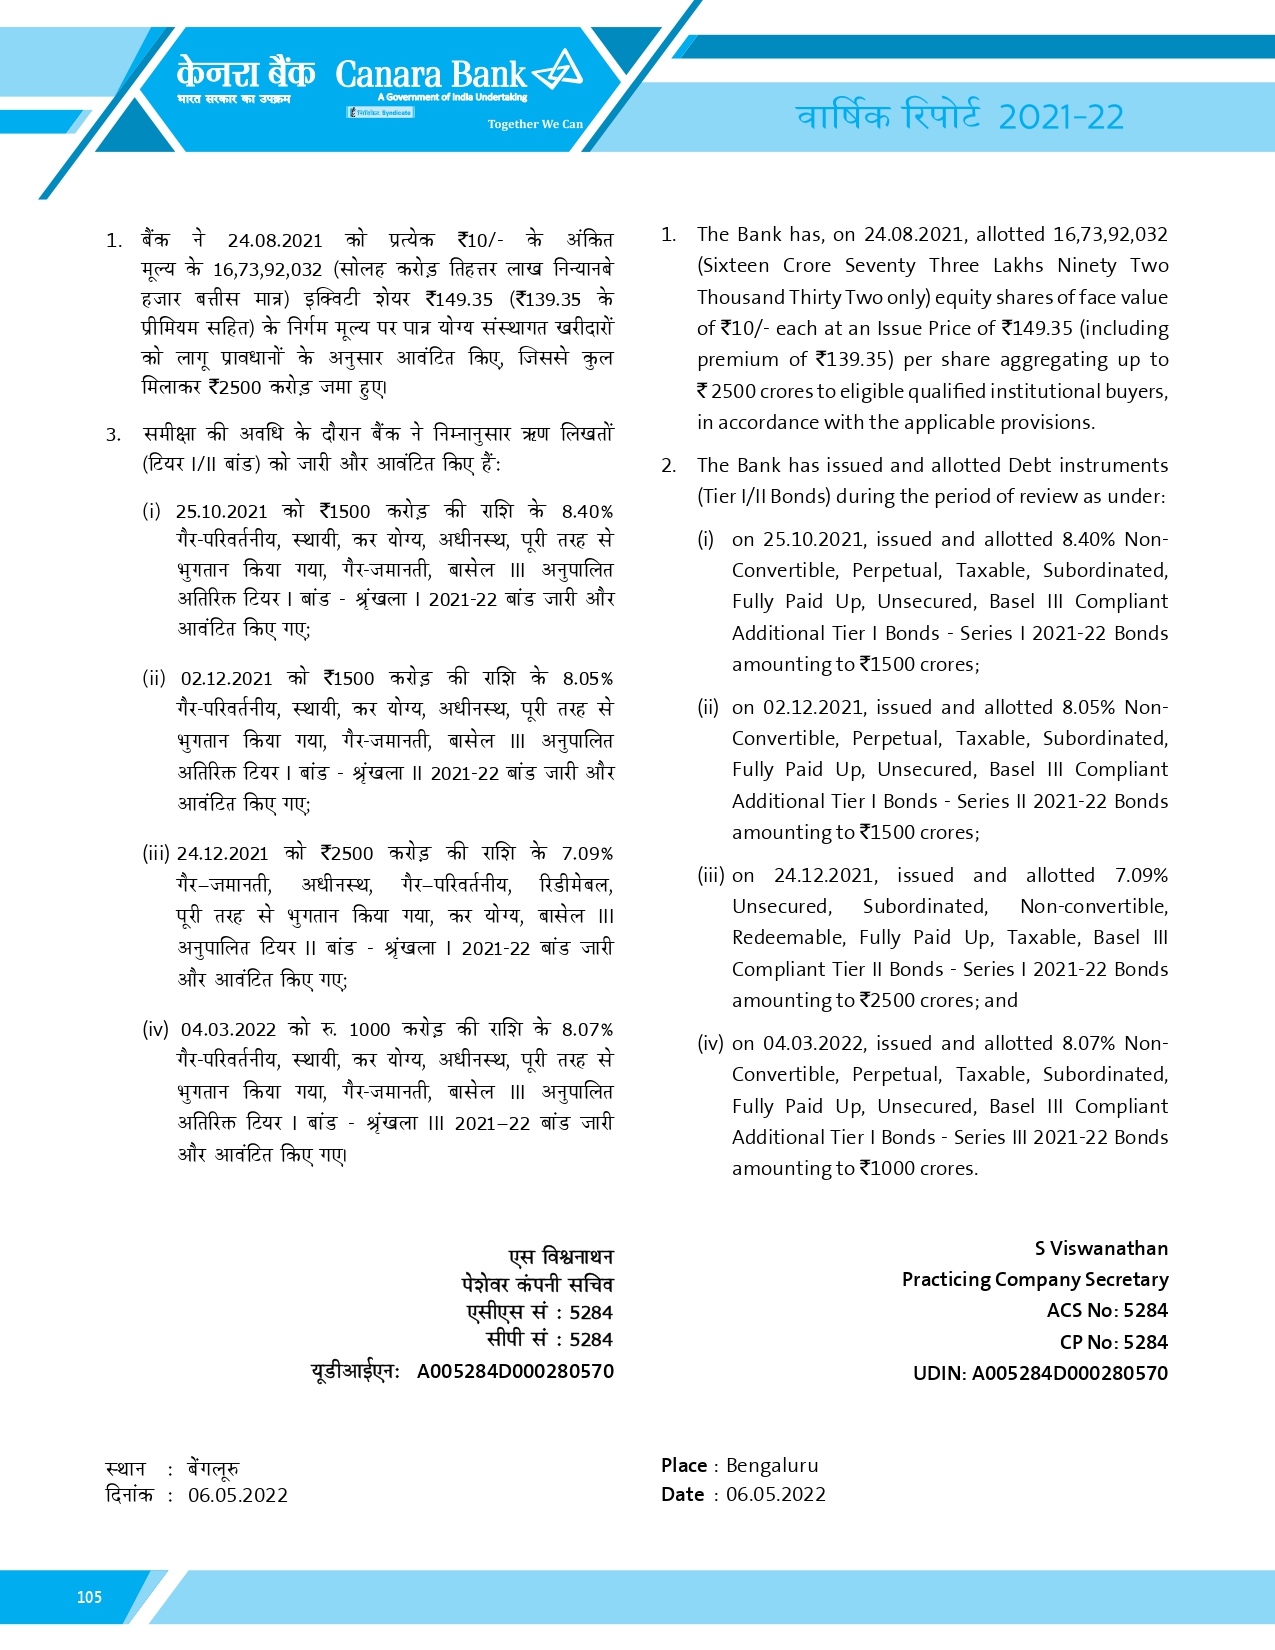 केनरा बैंक Canara Bank
भारत सरकार का उपक्रम A Government of India Undertaking
सिंडिकेट Syndicate
Together We Can
वार्षिक रिपोर्ट 2021-22
1. बैंक ने 24.08.2021 को प्रत्येक ₹10/- के अंकित
मूल्य के 16,73,92,032 (सोलह करोड़ तिहत्तर लाख निन्यानबे
हजार बत्तीस मात्र) इक्विटी शेयर ₹149.35 (₹139.35 के
प्रीमियम सहित) के निर्गम मूल्य पर पात्र योग्य संस्थागत खरीदारों
को लागू प्रावधानों के अनुसार आवंटित किए, जिससे कुल
मिलाकर ₹2500 करोड़ जमा हुए।
3. समीक्षा की अवधि के दौरान बैंक ने निम्नानुसार ऋण लिखतों
(टियर I/II बांड) को जारी और आवंटित किए हैं:
(i) 25.10.2021 को ₹1500 करोड़ की राशि के 8.40%
गैर-परिवर्तनीय, स्थायी, कर योग्य, अधीनस्थ, पूरी तरह से
भुगतान किया गया, गैर-जमानती, बासेल III अनुपालित
अतिरिक्त टियर I बांड - श्रृंखला I 2021-22 बांड जारी और
आवंटित किए गए;
(ii) 02.12.2021 को ₹1500 करोड़ की राशि के 8.05%
गैर-परिवर्तनीय, स्थायी, कर योग्य, अधीनस्थ, पूरी तरह से
भुगतान किया गया, गैर-जमानती, बासेल III अनुपालित
अतिरिक्त टियर I बांड - श्रृंखला II 2021-22 बांड जारी और
आवंटित किए गए;
(iii) 24.12.2021 को ₹2500 करोड़ की राशि के 7.09%
गैर–जमानती, अधीनस्थ, गैर–परिवर्तनीय, रिडीमेबल,
पूरी तरह से भुगतान किया गया, कर योग्य, बासेल III
अनुपालित टियर II बांड - श्रृंखला I 2021-22 बांड जारी
और आवंटित किए गए;
(iv) 04.03.2022 को रु. 1000 करोड़ की राशि के 8.07%
गैर-परिवर्तनीय, स्थायी, कर योग्य, अधीनस्थ, पूरी तरह से
भुगतान किया गया, गैर-जमानती, बासेल III अनुपालित
अतिरिक्त टियर I बांड - श्रृंखला III 2021–22 बांड जारी
और आवंटित किए गए।
एस विश्वनाथन
पेशेवर कंपनी सचिव
एसीएस सं : 5284
सीपी सं : 5284
यूडीआईएन: A005284D000280570
स्थान : बेंगलूरु
दिनांक : 06.05.2022
1. The Bank has, on 24.08.2021, allotted 16,73,92,032
(Sixteen Crore Seventy Three Lakhs Ninety Two
Thousand Thirty Two only) equity shares of face value
of ₹10/- each at an Issue Price of ₹149.35 (including
premium of ₹139.35) per share aggregating up to
₹ 2500 crores to eligible qualified institutional buyers,
in accordance with the applicable provisions.
2. The Bank has issued and allotted Debt instruments
(Tier I/II Bonds) during the period of review as under:
(i) on 25.10.2021, issued and allotted 8.40% Non-
Convertible, Perpetual, Taxable, Subordinated,
Fully Paid Up, Unsecured, Basel III Compliant
Additional Tier I Bonds - Series I 2021-22 Bonds
amounting to ₹1500 crores;
(ii) on 02.12.2021, issued and allotted 8.05% Non-
Convertible, Perpetual, Taxable, Subordinated,
Fully Paid Up, Unsecured, Basel III Compliant
Additional Tier I Bonds - Series II 2021-22 Bonds
amounting to ₹1500 crores;
(iii) on 24.12.2021, issued and allotted 7.09%
Unsecured, Subordinated, Non-convertible,
Redeemable, Fully Paid Up, Taxable, Basel III
Compliant Tier II Bonds - Series I 2021-22 Bonds
amounting to ₹2500 crores; and
(iv) on 04.03.2022, issued and allotted 8.07% Non-
Convertible, Perpetual, Taxable, Subordinated,
Fully Paid Up, Unsecured, Basel III Compliant
Additional Tier I Bonds - Series III 2021-22 Bonds
amounting to ₹1000 crores.
S Viswanathan
Practicing Company Secretary
ACS No: 5284
CP No: 5284
UDIN: A005284D000280570
Place : Bengaluru
Date : 06.05.2022
105